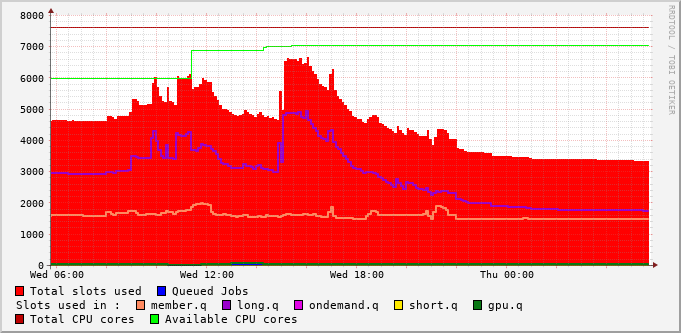 8000
7000
6000
5000
4000
3000
2000
1000
0
Wed 06:00 Wed 12:00 Wed 18:00 Thu 00:00
RRDTOOL / TOBI OETIKER
Total slots used Queued Jobs
Slots used in : member.q long.q ondemand.q short.q gpu.q
Total CPU cores Available CPU cores